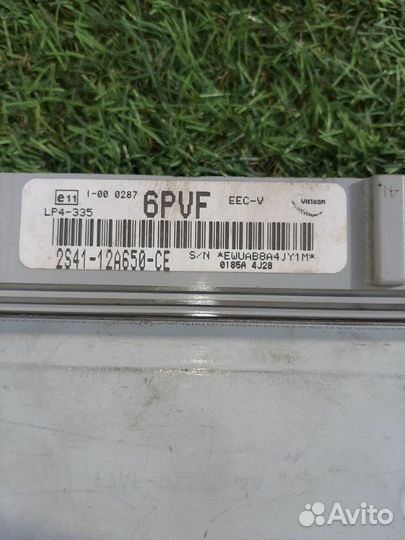 e11 I-00 0287 6PVF EEC-V Visteon
LP4-335
2S41-12A650-CE S/N *EWUAB8A4JY1M*
0185A 4J28
Avito